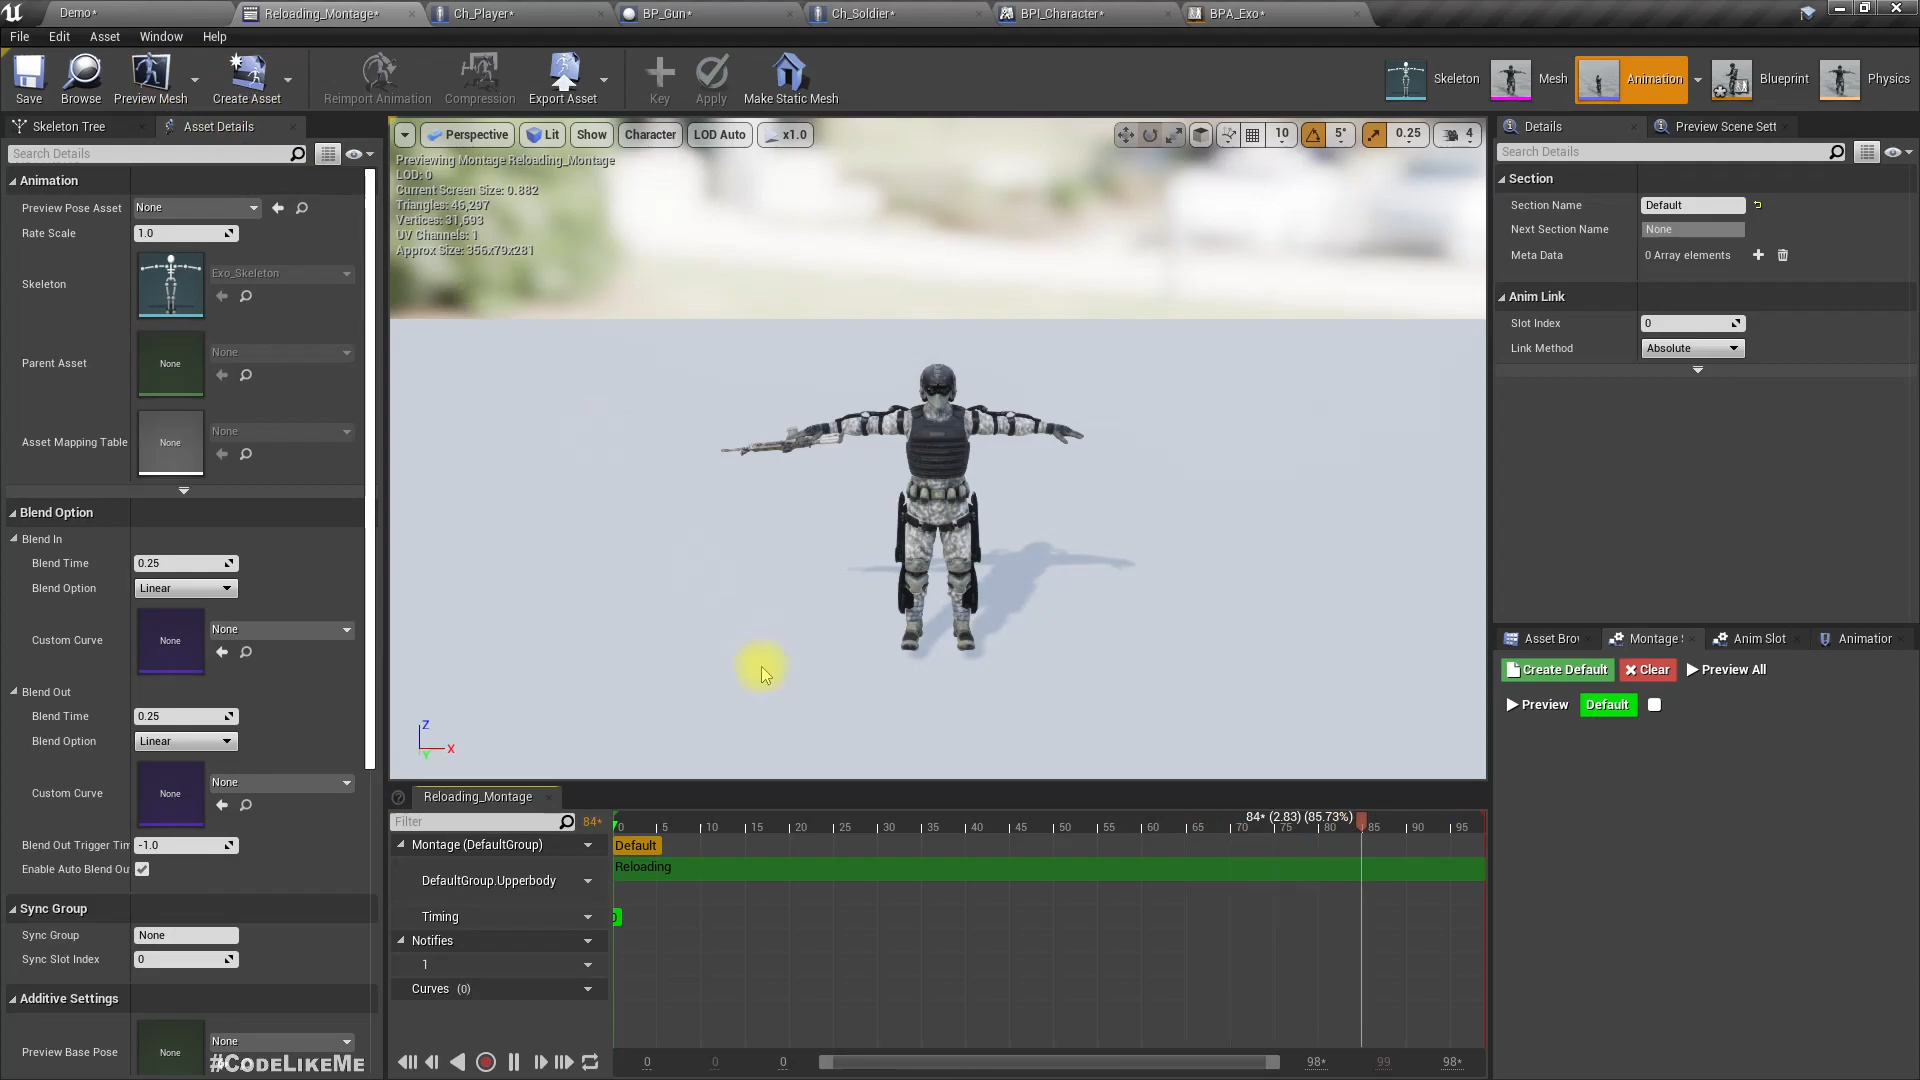 Demo*
Reloading_Montage*
Ch_Player*
BP_Gun*
Ch_Soldier*
BPI_Character*
BPA_Exo*
File Edit Asset Window Help
Save
Browse
Preview Mesh
Create Asset
Reimport Animation
Compression
Export Asset
Key
Apply
Make Static Mesh
Skeleton
Mesh
Animation
Blueprint
Physics
Skeleton Tree
Asset Details
Search Details
Animation
Preview Pose Asset None
Rate Scale 1.0
Skeleton Exo_Skeleton
Parent Asset None None
Asset Mapping Table None None
Blend Option
Blend In
Blend Time 0.25
Blend Option Linear
Custom Curve None None
Blend Out
Blend Time 0.25
Blend Option Linear
Custom Curve None None
Blend Out Trigger Tim -1.0
Enable Auto Blend Ou
Sync Group
Sync Group None
Sync Slot Index 0
Additive Settings
Preview Base Pose None None
#CodeLikeMe
Perspective Lit Show Character LOD Auto x1.0
10 5° 0.25 4
Previewing Montage Reloading_Montage
LOD: 0
Current Screen Size: 0.882
Triangles: 46,297
Vertices: 31,693
UV Channels: 1
Approx Size: 356x79x281
Z
X
Y
Reloading_Montage
Filter 84*
84* (2.83) (85.73%)
0 5 10 15 20 25 30 35 40 45 50 55 60 65 70 75 80 85 90 95
Montage (DefaultGroup) Default
Reloading
DefaultGroup.Upperbody
Timing
Notifies
1
Curves (0)
0 0 0 98* 99 98*
Details
Preview Scene Sett
Search Details
Section
Section Name Default
Next Section Name None
Meta Data 0 Array elements
Anim Link
Slot Index 0
Link Method Absolute
Asset Brow
Montage S
Anim Slot
Animation
Create Default Clear Preview All
Preview Default